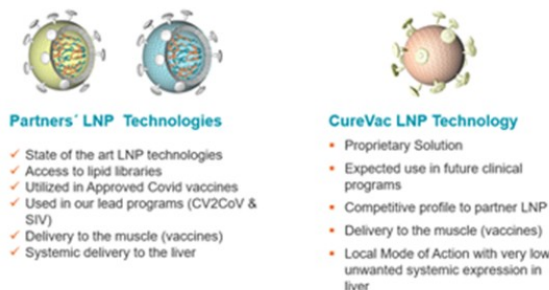 Partners´ LNP Technologies
✓ State of the art LNP technologies
✓ Access to lipid libraries
✓ Utilized in Approved Covid vaccines
✓ Used in our lead programs (CV2CoV &
SIV)
✓ Delivery to the muscle (vaccines)
✓ Systemic delivery to the liver
CureVac LNP Technology
▪ Proprietary Solution
▪ Expected use in future clinical
programs
▪ Competitive profile to partner LNP
▪ Delivery to the muscle (vaccines)
▪ Local Mode of Action with very low
unwanted systemic expression in
liver